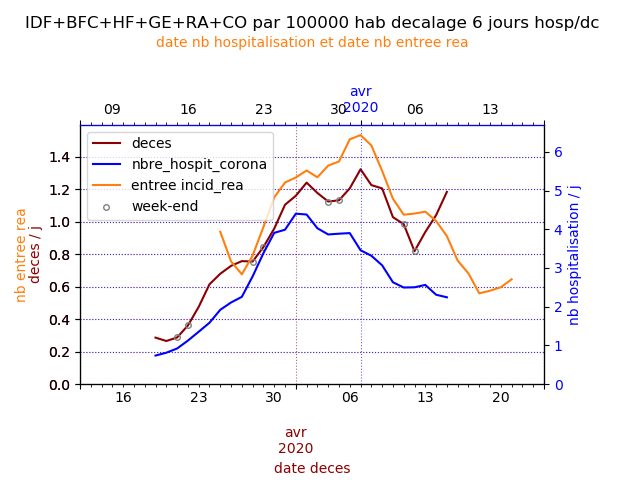 IDF+BFC+HF+GE+RA+CO par 100000 hab decalage 6 jours hosp/dc
date nb hospitalisation et date nb entree rea
avr
2020
09 16 23 30 06 13
deces
nbre_hospit_corona
entree incid_rea
week-end
1.4
1.2
1.0
0.8
0.6
0.4
0.2
0.0
nb entree rea
deces / j
6
5
4
3
2
1
0
nb hospitalisation / j
16 23 30 06 13 20
avr
2020
date deces